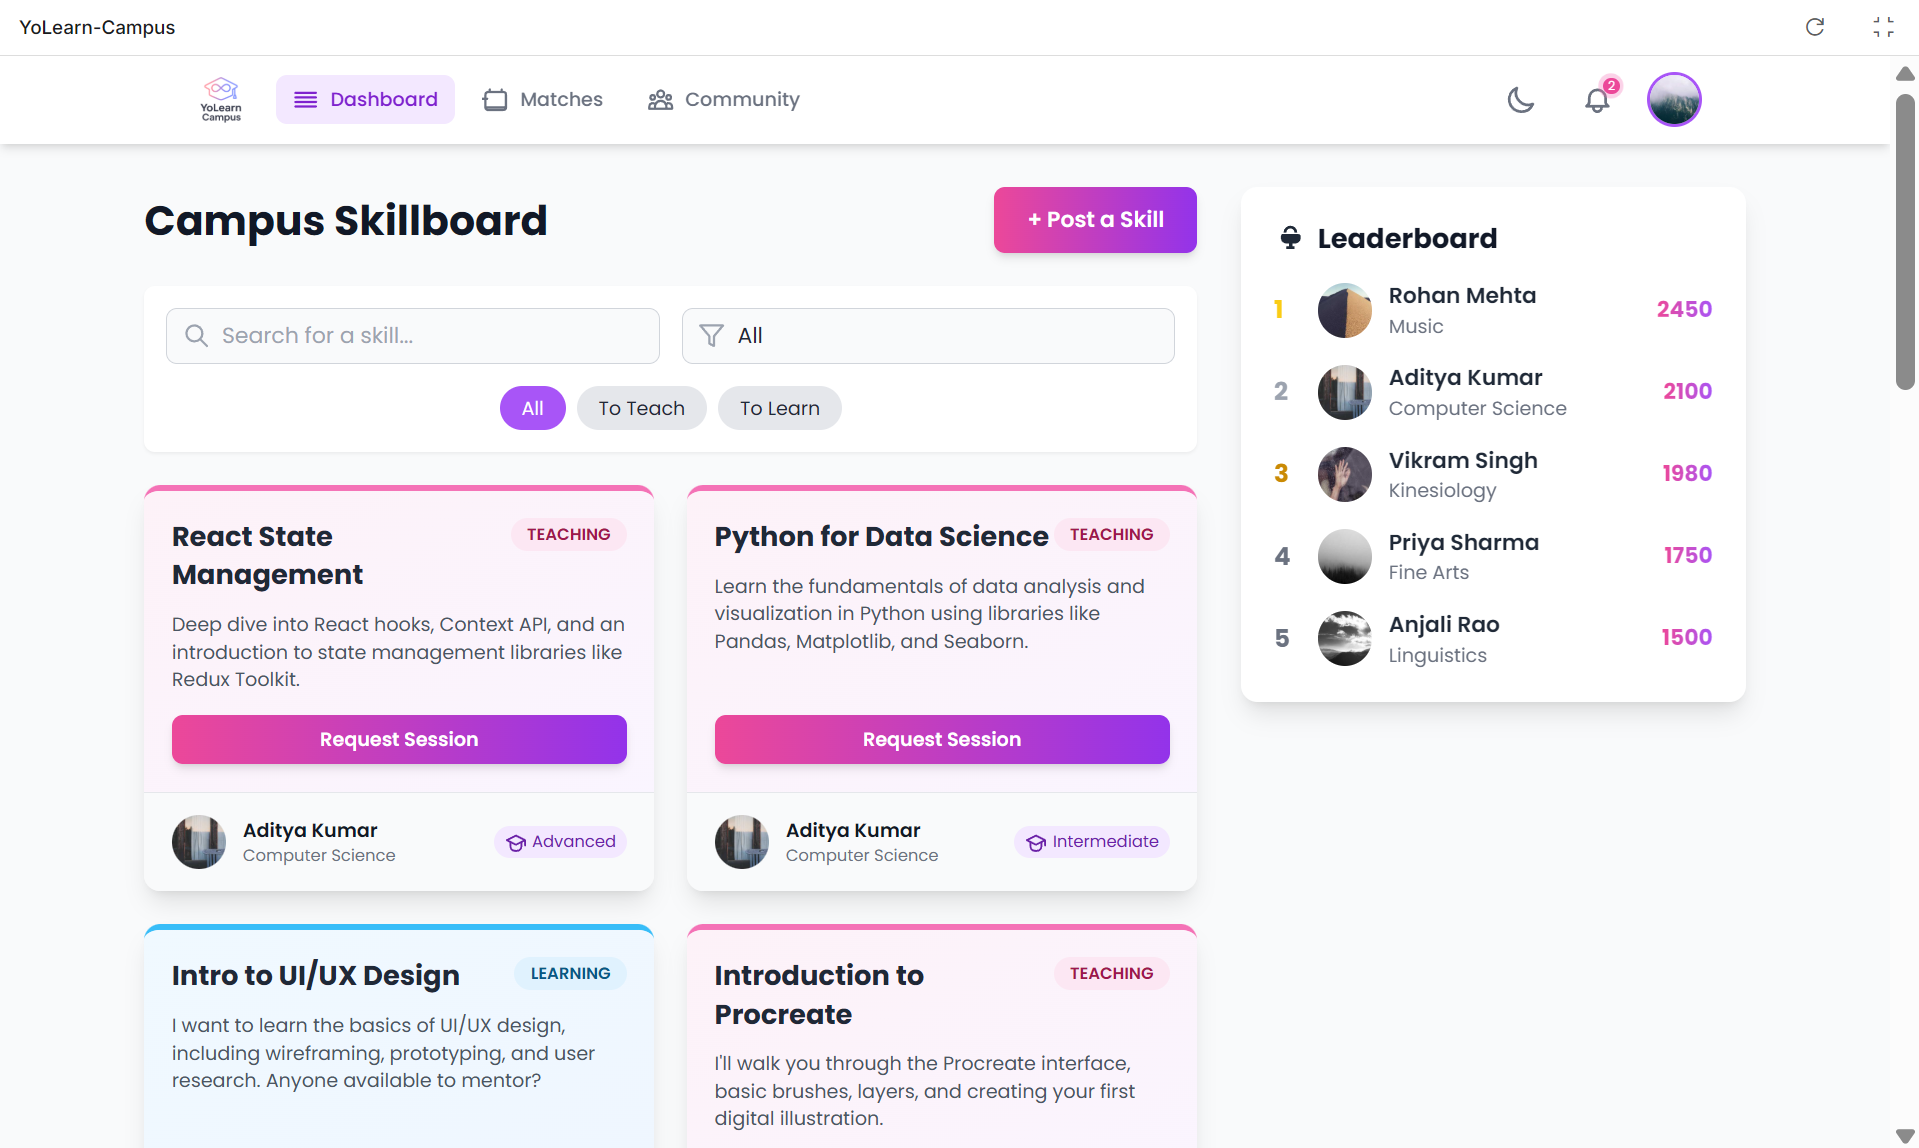 YoLearn-Campus
YoLearn
Campus
Dashboard
Matches
Community
2
Campus Skillboard
+ Post a Skill
Search for a skill...
All
All
To Teach
To Learn
React State
Management
TEACHING
Deep dive into React hooks, Context API, and an
introduction to state management libraries like
Redux Toolkit.
Request Session
Aditya Kumar
Computer Science
Advanced
Python for Data Science
TEACHING
Learn the fundamentals of data analysis and
visualization in Python using libraries like
Pandas, Matplotlib, and Seaborn.
Request Session
Aditya Kumar
Computer Science
Intermediate
Intro to UI/UX Design
LEARNING
I want to learn the basics of UI/UX design,
including wireframing, prototyping, and user
research. Anyone available to mentor?
Introduction to
Procreate
TEACHING
I'll walk you through the Procreate interface,
basic brushes, layers, and creating your first
digital illustration.
Leaderboard
1
Rohan Mehta
Music
2450
2
Aditya Kumar
Computer Science
2100
3
Vikram Singh
Kinesiology
1980
4
Priya Sharma
Fine Arts
1750
5
Anjali Rao
Linguistics
1500